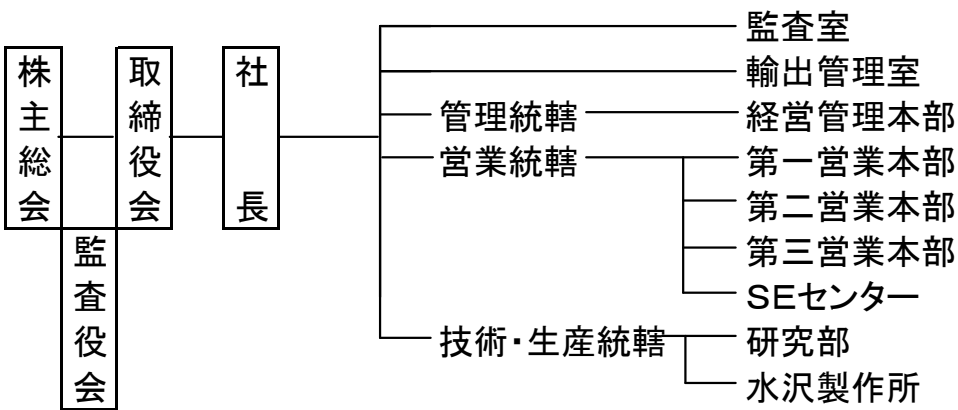 株主総会
取締役会
社長
監査役会
監査室
輸出管理室
管理統轄
経営管理本部
営業統轄
第一営業本部
第二営業本部
第三営業本部
SEセンター
技術・生産統轄
研究部
水沢製作所